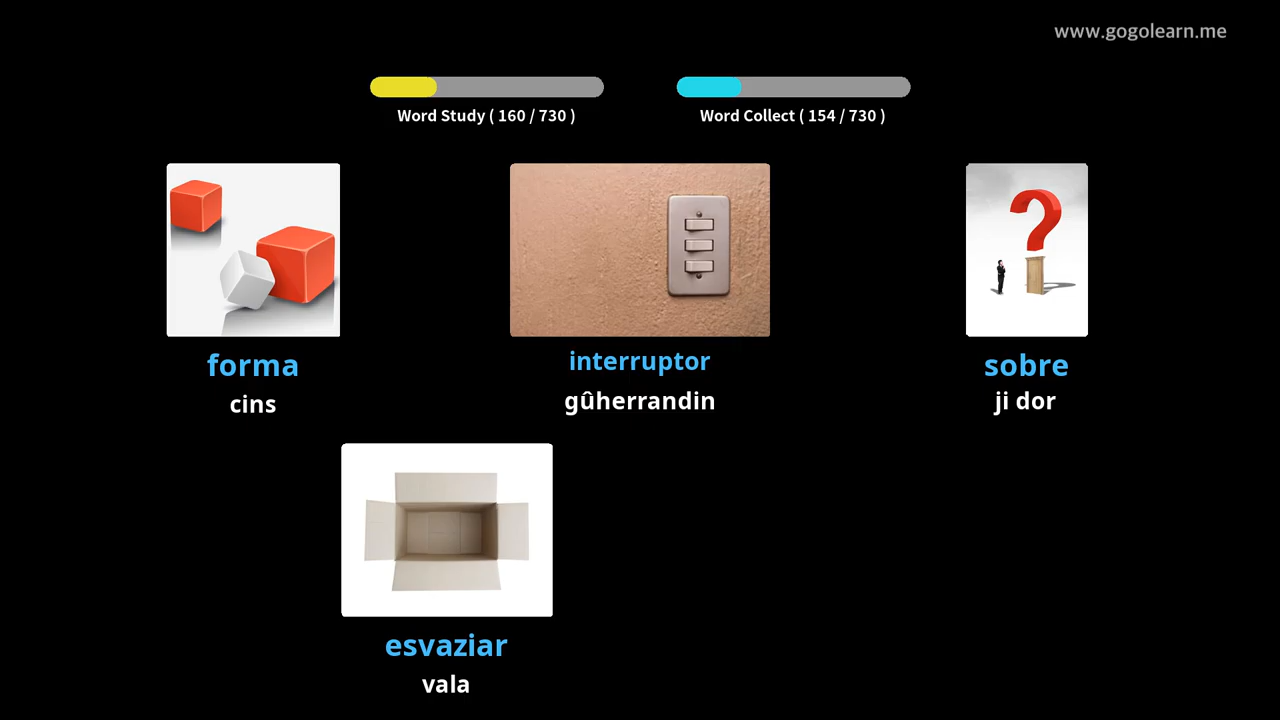 www.gogolearn.me
Word Study ( 160 / 730 )
Word Collect ( 154 / 730 )
forma
cins
interruptor
gûherrandin
sobre
ji dor
esvaziar
vala